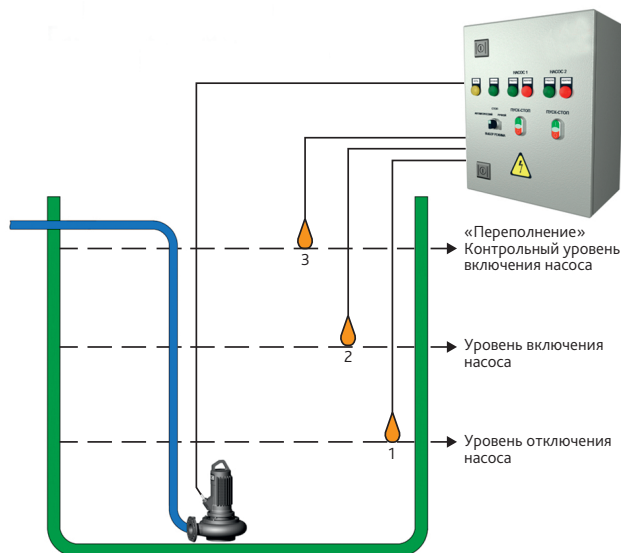 НАСОС 1
НАСОС 2
СТОП
ПУСК-СТОП
ПУСК-СТОП
«Переполнение»
Контрольный уровень
включения насоса
3
Уровень включения
насоса
2
Уровень отключения
насоса
1